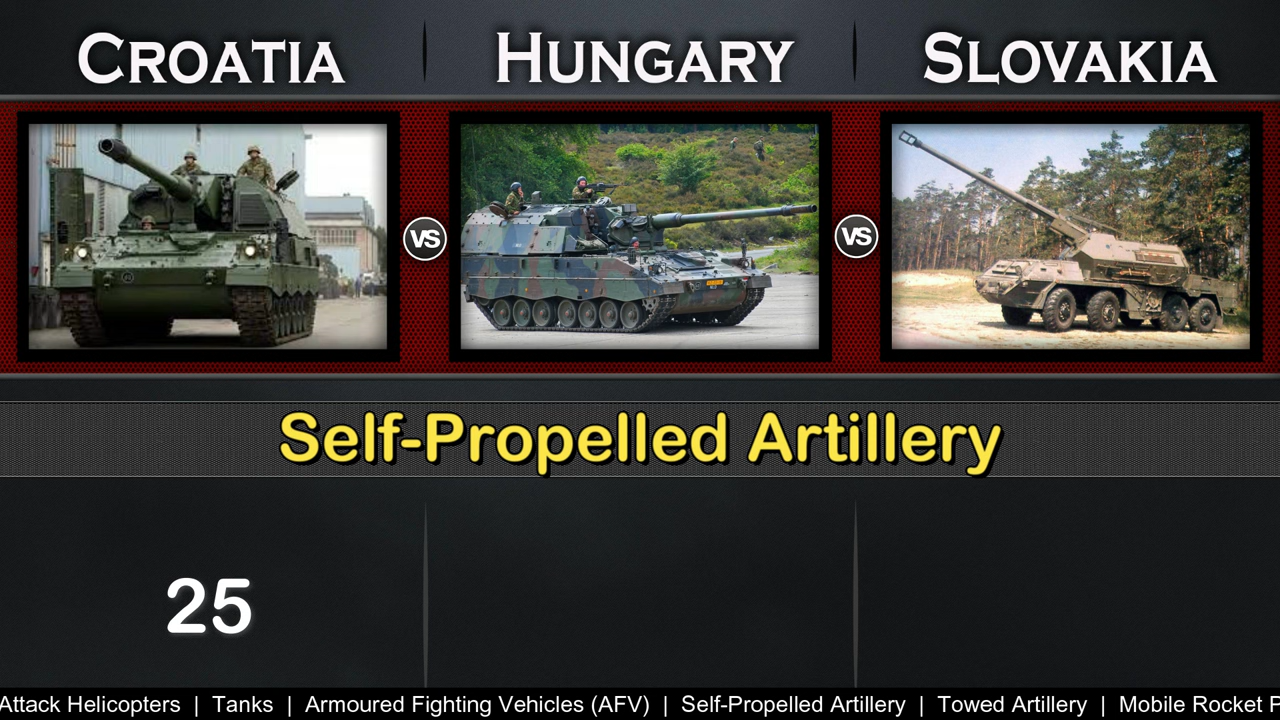 CROATIA
HUNGARY
SLOVAKIA
VS
VS
Self-Propelled Artillery
25
Attack Helicopters | Tanks | Armoured Fighting Vehicles (AFV) | Self-Propelled Artillery | Towed Artillery | Mobile Rocket